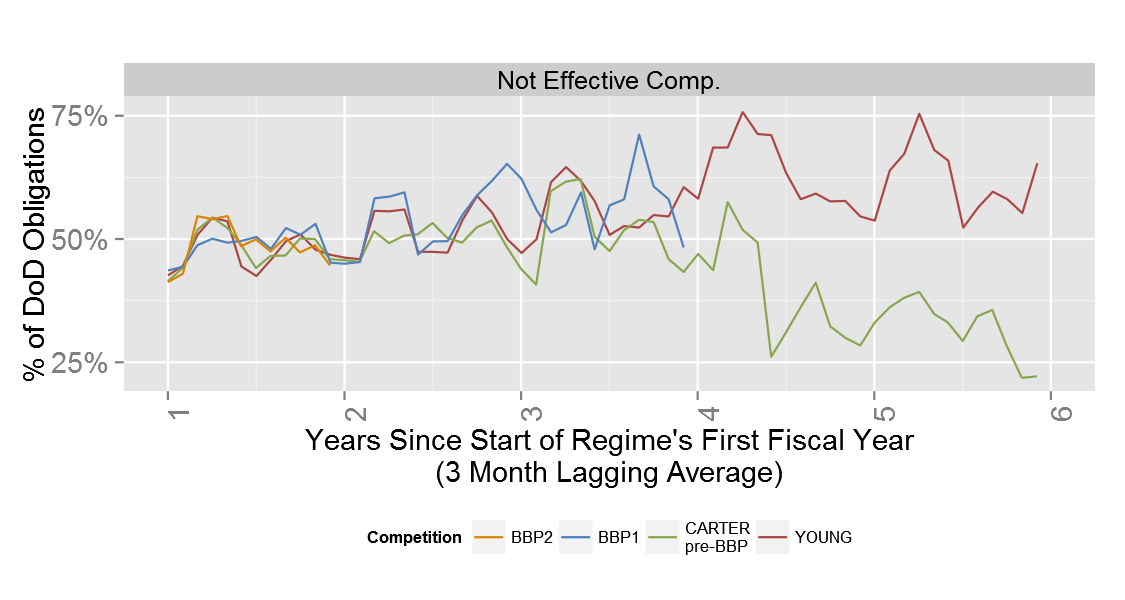 Not Effective Comp.
% of DoD Obligations
75%
50%
25%
1
2
3
4
5
6
Years Since Start of Regime's First Fiscal Year
(3 Month Lagging Average)
Competition
BBP2
BBP1
CARTER
pre-BBP
YOUNG